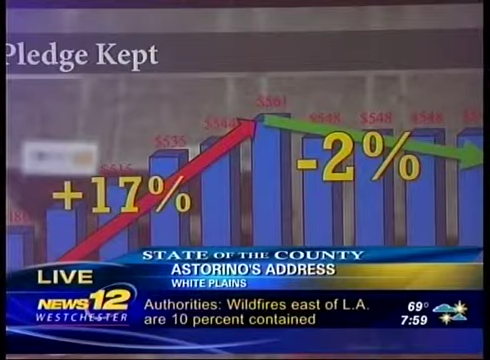 Pledge Kept
$561
$548
$548
$548
$544
$535
+17%
-2%
STATE OF THE COUNTY
LIVE
ASTORINO'S ADDRESS
WHITE PLAINS
NEWS 12
WESTCHESTER
Authorities: Wildfires east of L.A.
are 10 percent contained
69°
7:59